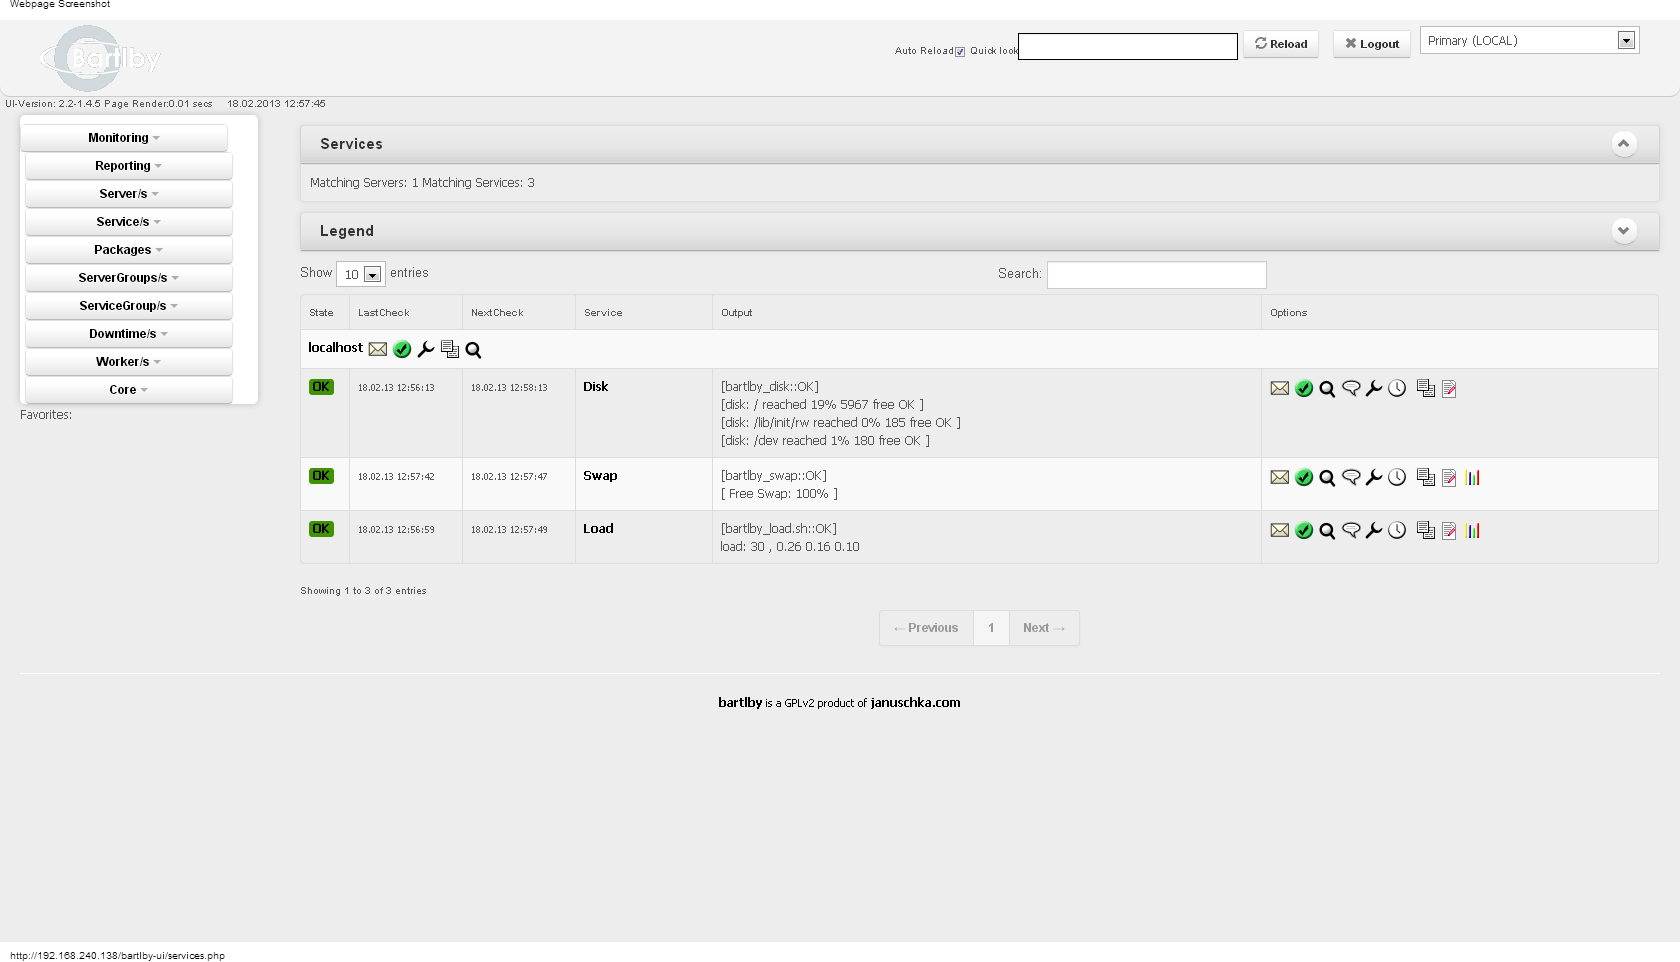 Webpage Screenshot
Bartlby
Auto Reload Quick look
Reload
Logout
Primary (LOCAL)
UI-Version: 2.2-1.4.5 Page Render:0.01 secs 18.02.2013 12:57:45
Monitoring
Reporting
Server/s
Service/s
Packages
ServerGroups/s
ServiceGroup/s
Downtime/s
Worker/s
Core
Favorites:
Services
Matching Servers: 1 Matching Services: 3
Legend
Show 10 entries
Search:
State LastCheck NextCheck Service Output Options
localhost
OK 18.02.13 12:56:13 18.02.13 12:58:13 Disk [bartlby_disk::OK]
[disk: / reached 19% 5967 free OK ]
[disk: /lib/init/rw reached 0% 185 free OK ]
[disk: /dev reached 1% 180 free OK ]
OK 18.02.13 12:57:42 18.02.13 12:57:47 Swap [bartlby_swap::OK]
[ Free Swap: 100% ]
OK 18.02.13 12:56:59 18.02.13 12:57:49 Load [bartlby_load.sh::OK]
load: 30 , 0.26 0.16 0.10
Showing 1 to 3 of 3 entries
← Previous 1 Next →
bartlby is a GPLv2 product of januschka.com
http://192.168.240.138/bartlby-ui/services.php